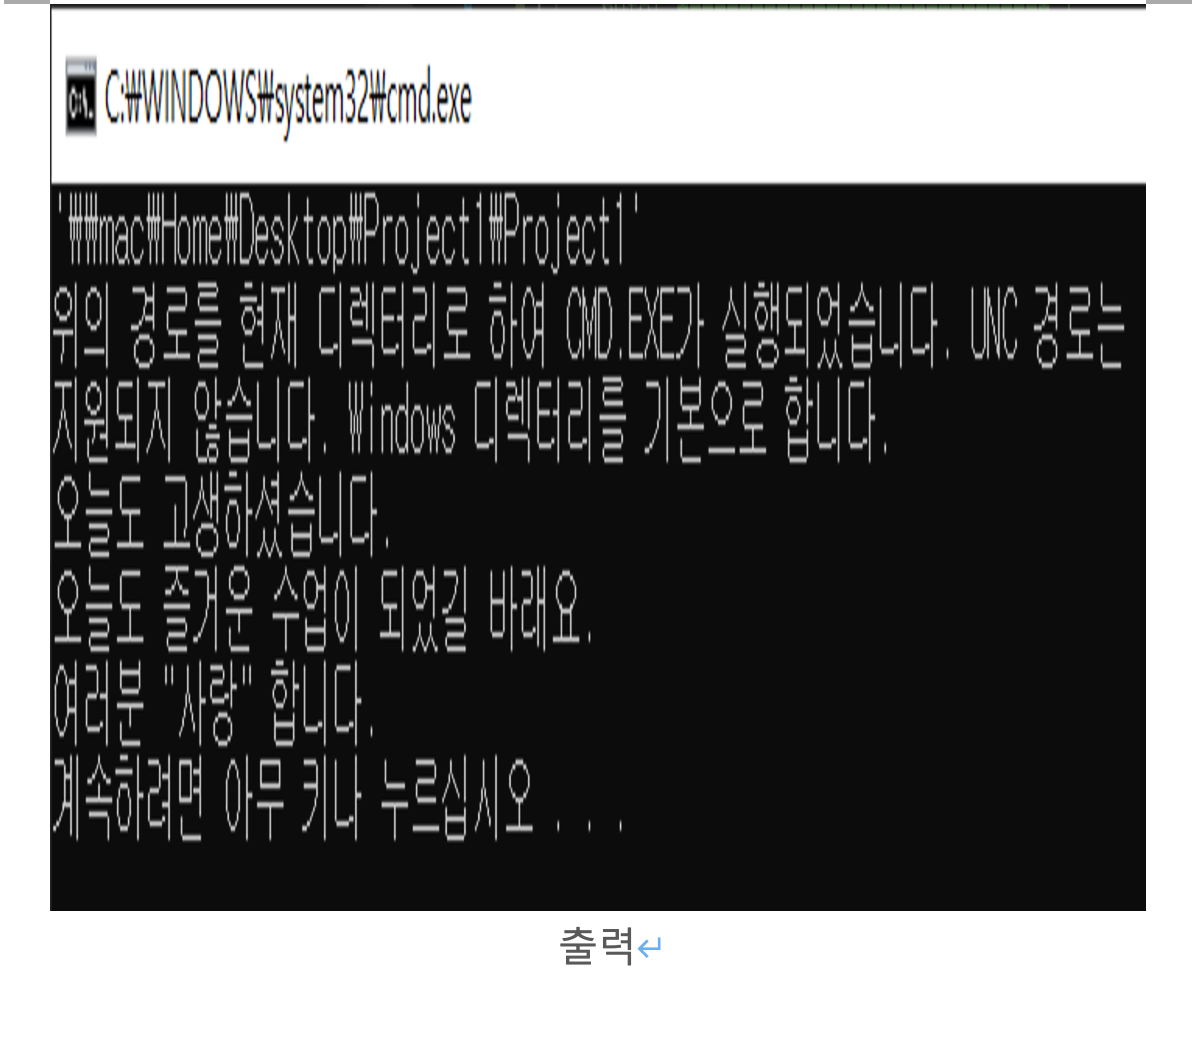 C:₩WINDOWS₩system32₩cmd.exe
'₩₩mac₩Home₩Desktop₩Project1₩Project1'
위의 경로를 현재 디렉터리로 하여 CMD.EXE가 실행되었습니다. UNC 경로는
지원되지 않습니다. Windows 디렉터리를 기본으로 합니다.
오늘도 고생하셨습니다.
오늘도 즐거운 수업이 되었길 바래요.
여러분 "사랑" 합니다.
계속하려면 아무 키나 누르십시오 . . .
출력